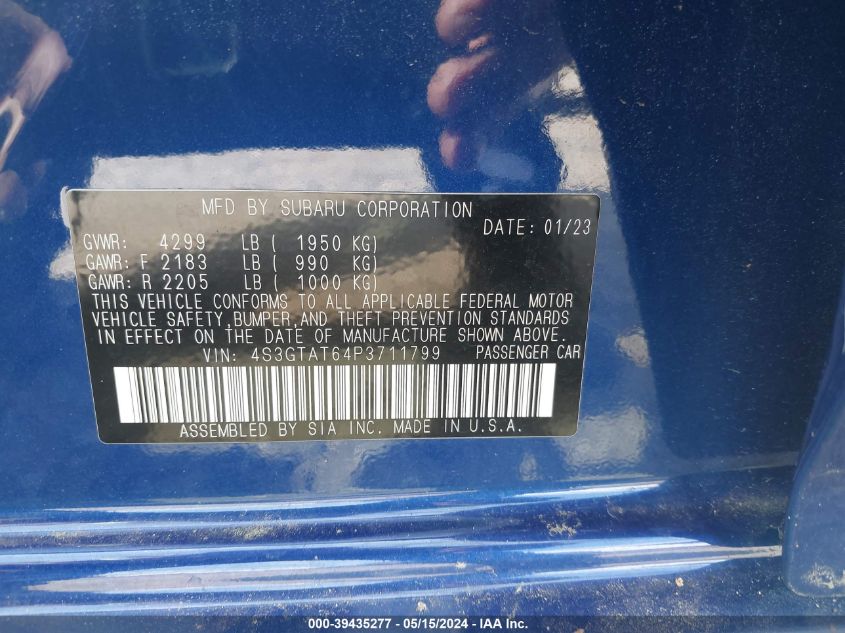 MFD BY SUBARU CORPORATION
DATE: 01/23
GVWR: 4299 LB ( 1950 KG)
GAWR: F 2183 LB ( 990 KG)
GAWR: R 2205 LB ( 1000 KG)
THIS VEHICLE CONFORMS TO ALL APPLICABLE FEDERAL MOTOR
VEHICLE SAFETY,BUMPER,AND THEFT PREVENTION STANDARDS
IN EFFECT ON THE DATE OF MANUFACTURE SHOWN ABOVE.
VIN: 4S3GTAT64P3711799 PASSENGER CAR
ASSEMBLED BY SIA INC. MADE IN U.S.A.
000-39435277 - 05/15/2024 - IAA Inc.